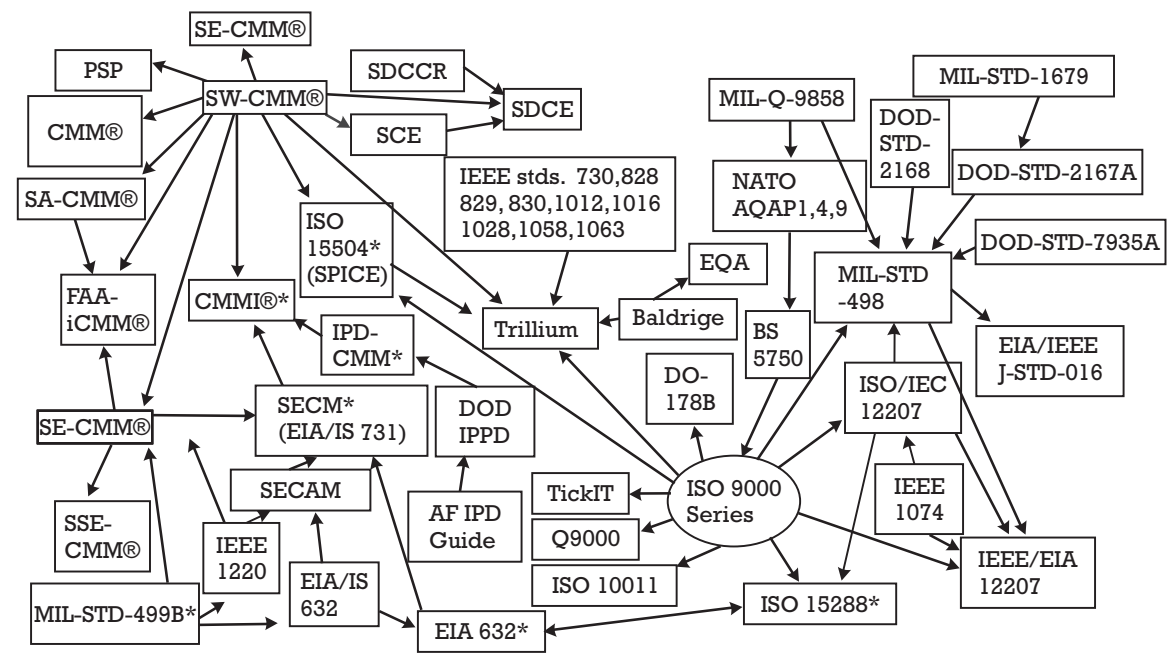 SE-CMM®
PSP
SW-CMM®
SDCCR
SDCE
SCE
CMM®
SA-CMM®
MIL-Q-9858
MIL-STD-1679
DOD-
STD-
2168
DOD-STD-2167A
IEEE stds. 730,828
829, 830,1012,1016
1028,1058,1063
NATO
AQAP1,4,9
ISO
15504*
(SPICE)
DOD-STD-7935A
EQA
MIL-STD
-498
FAA-
iCMM®
CMMI®*
Trillium
Baldrige
IPD-
CMM*
BS
5750
EIA/IEEE
J-STD-016
DO-
178B
ISO/IEC
12207
SE-CMM®
SECM*
(EIA/IS 731)
DOD
IPPD
SECAM
TickIT
ISO 9000
Series
IEEE
1074
SSE-
CMM®
IEEE
1220
AF IPD
Guide
Q9000
EIA/IS
632
ISO 10011
IEEE/EIA
12207
MIL-STD-499B*
EIA 632*
ISO 15288*